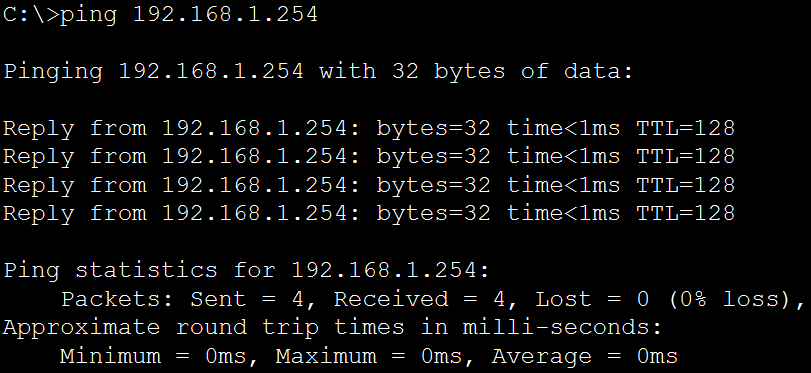 C:\>ping 192.168.1.254
Pinging 192.168.1.254 with 32 bytes of data:
Reply from 192.168.1.254: bytes=32 time<1ms TTL=128
Reply from 192.168.1.254: bytes=32 time<1ms TTL=128
Reply from 192.168.1.254: bytes=32 time<1ms TTL=128
Reply from 192.168.1.254: bytes=32 time<1ms TTL=128
Ping statistics for 192.168.1.254:
    Packets: Sent = 4, Received = 4, Lost = 0 (0% loss),
Approximate round trip times in milli-seconds:
    Minimum = 0ms, Maximum = 0ms, Average = 0ms